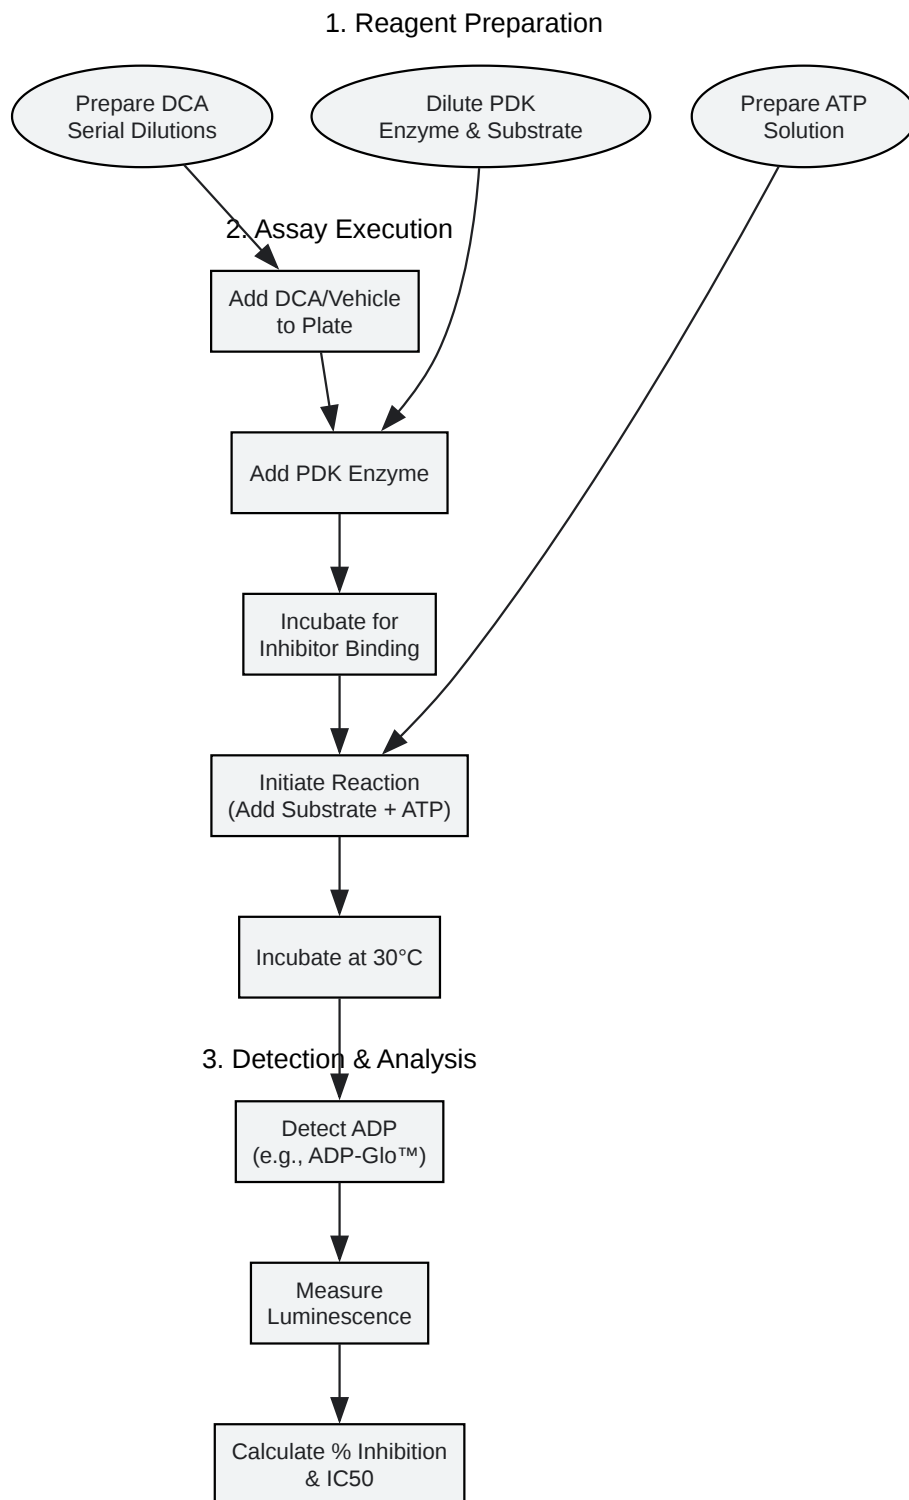 1. Reagent Preparation
Prepare DCA
Serial Dilutions
Dilute PDK
Enzyme & Substrate
Prepare ATP
Solution
2. Assay Execution
Add DCA/Vehicle
to Plate
Add PDK Enzyme
Incubate for
Inhibitor Binding
Initiate Reaction
(Add Substrate + ATP)
Incubate at 30°C
3. Detection & Analysis
Detect ADP
(e.g., ADP-Glo™)
Measure
Luminescence
Calculate % Inhibition
& IC50